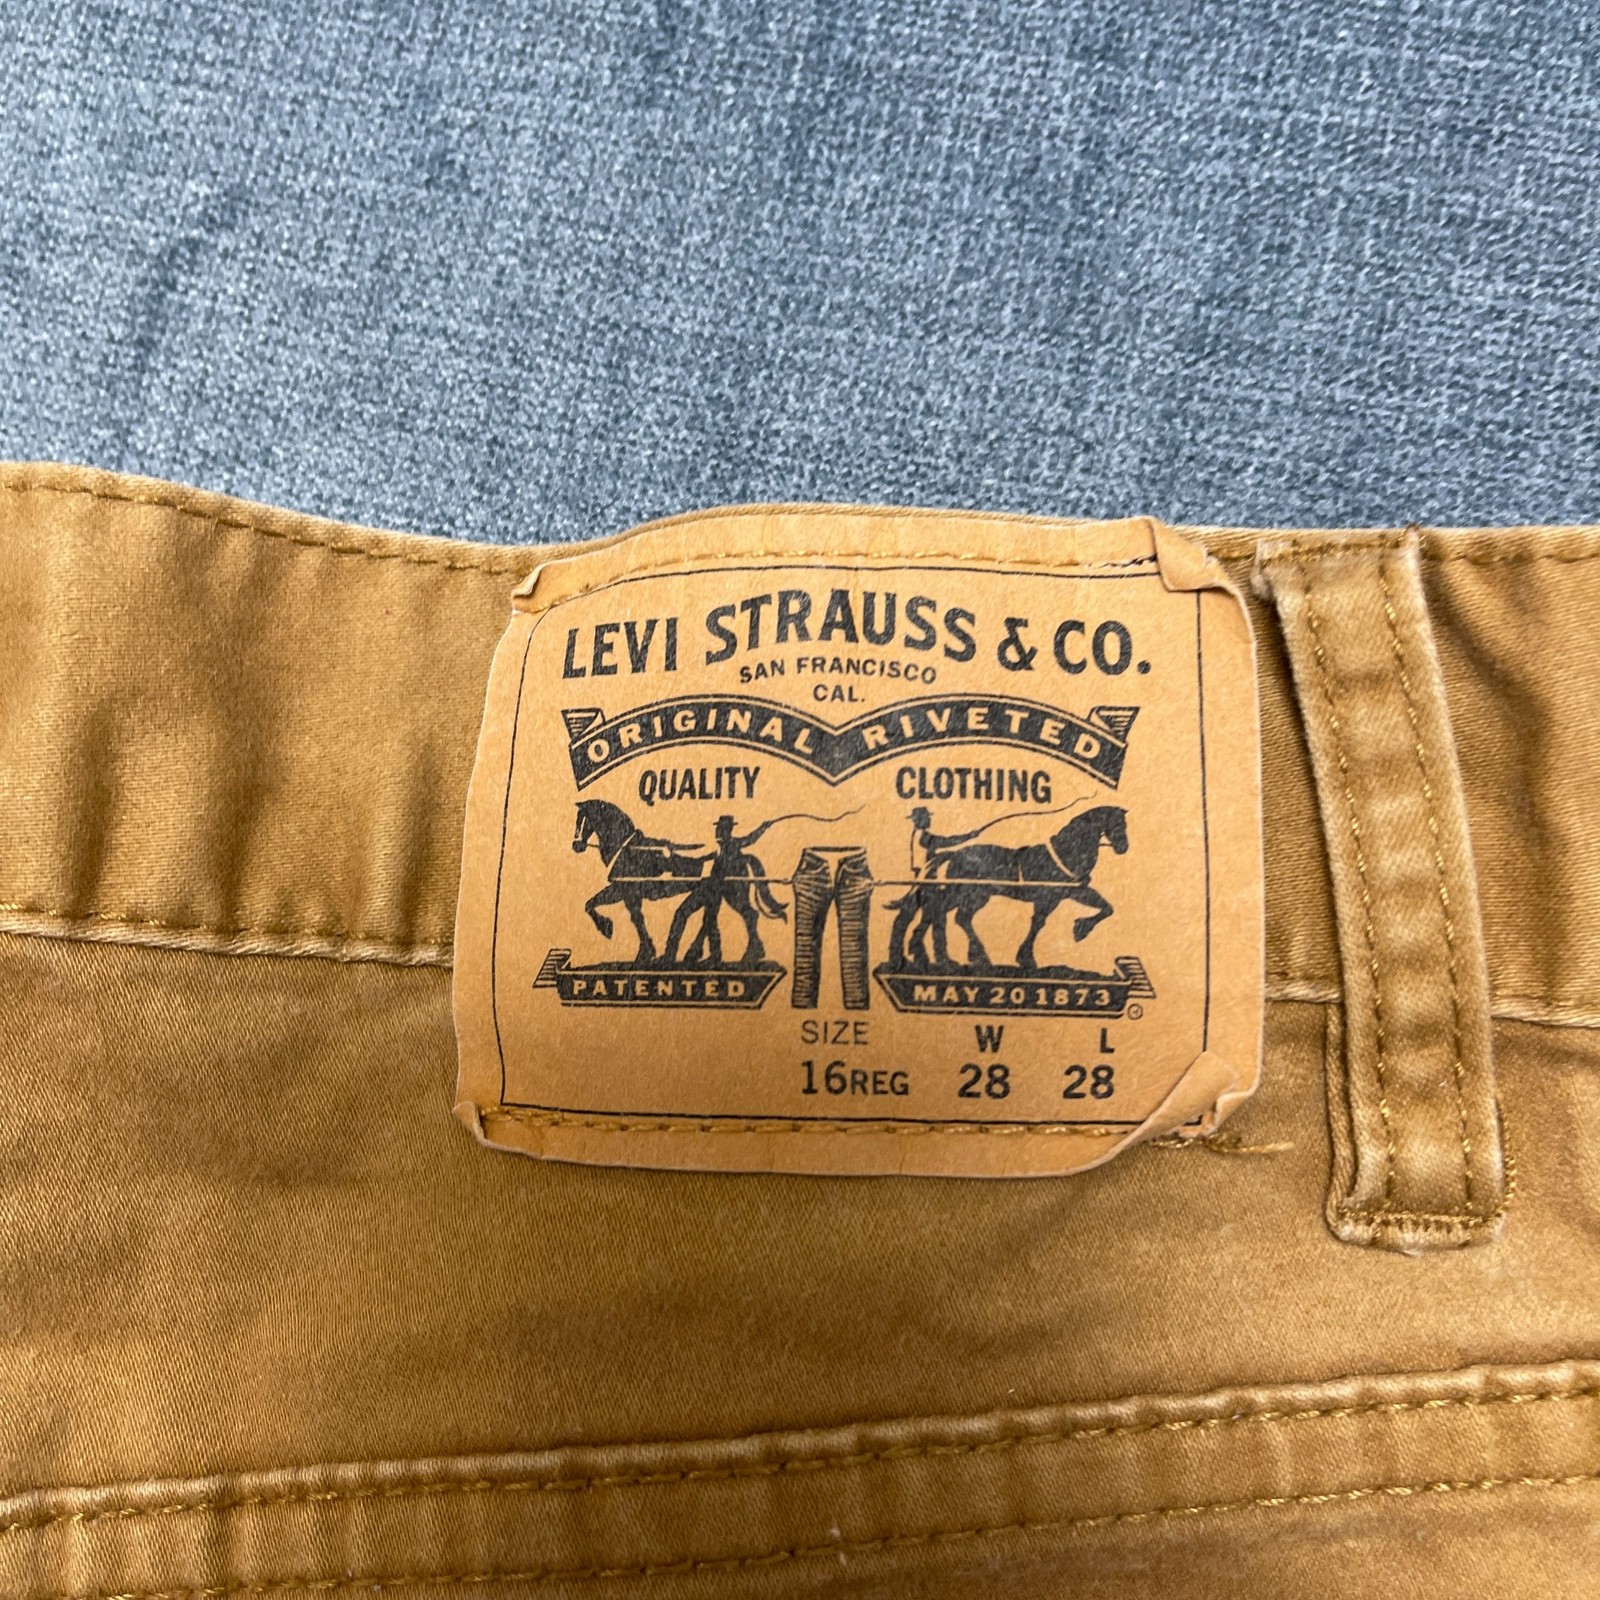 LEVI STRAUSS & CO.
SAN FRANCISCO
CAL.
ORIGINAL RIVETED
QUALITY CLOTHING
PATENTED MAY 20 1873
SIZE W L
16REG 28 28